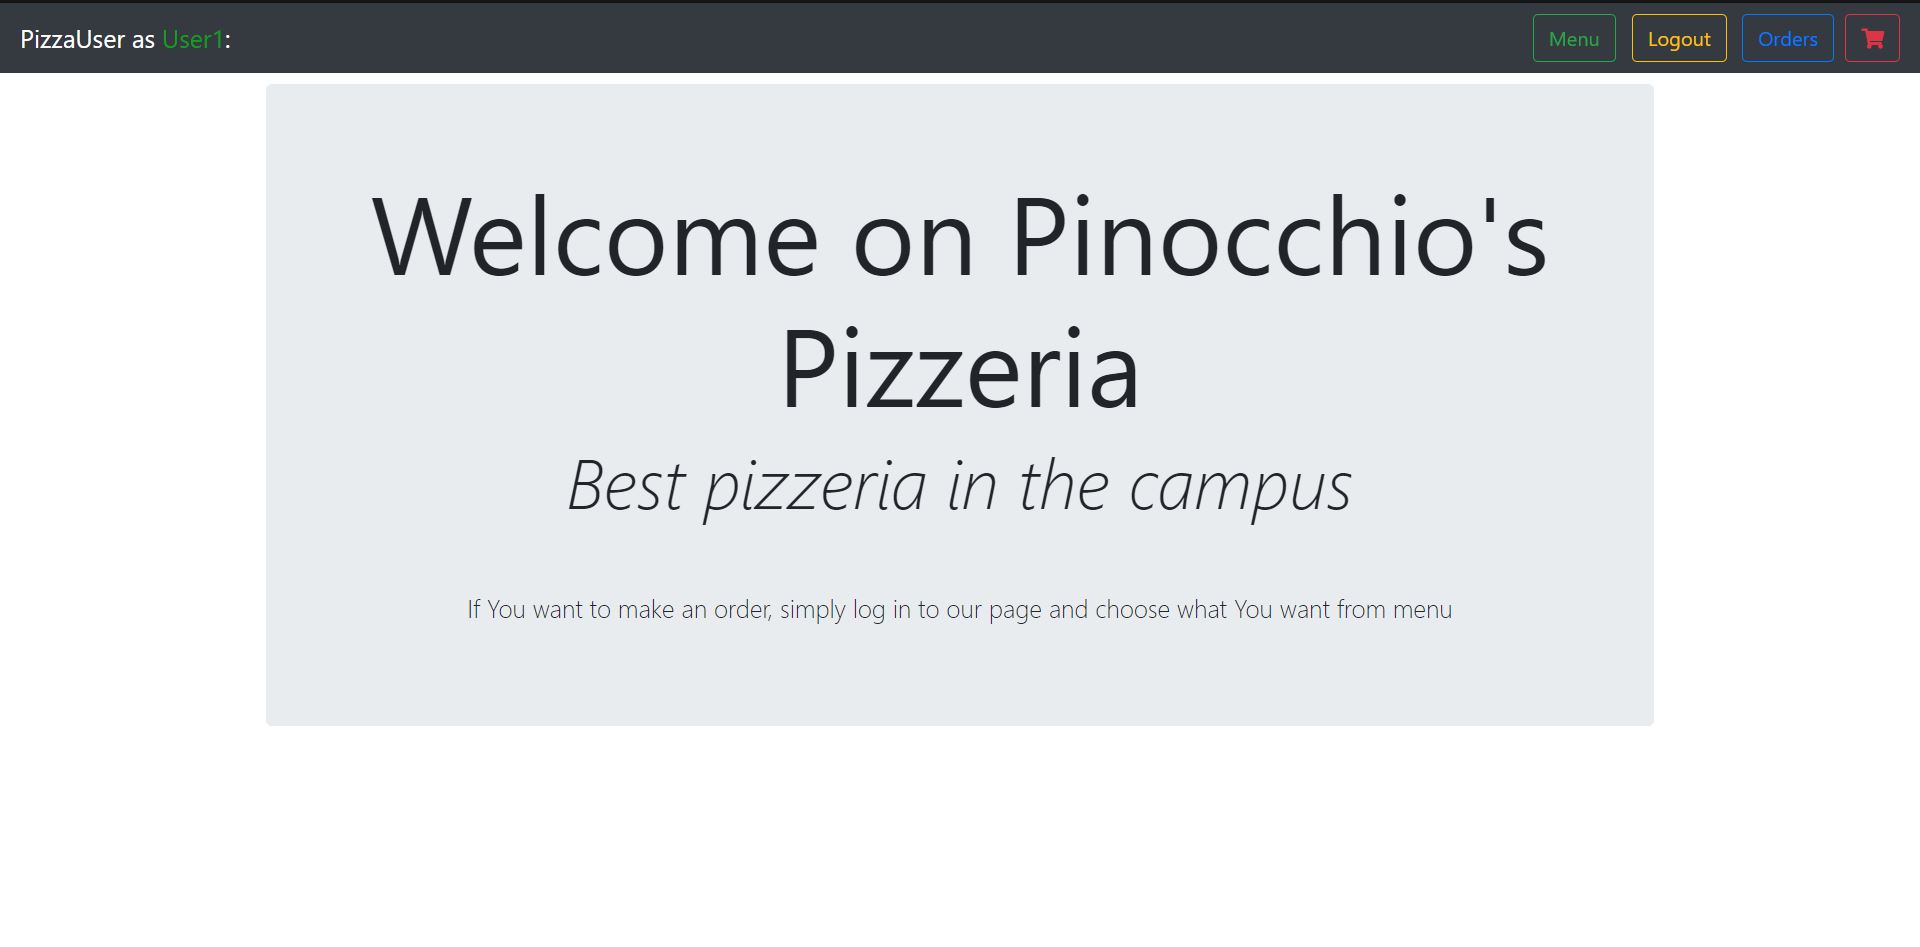 PizzaUser as User1:
Menu
Logout
Orders
Welcome on Pinocchio's
Pizzeria
Best pizzeria in the campus
If You want to make an order, simply log in to our page and choose what You want from menu